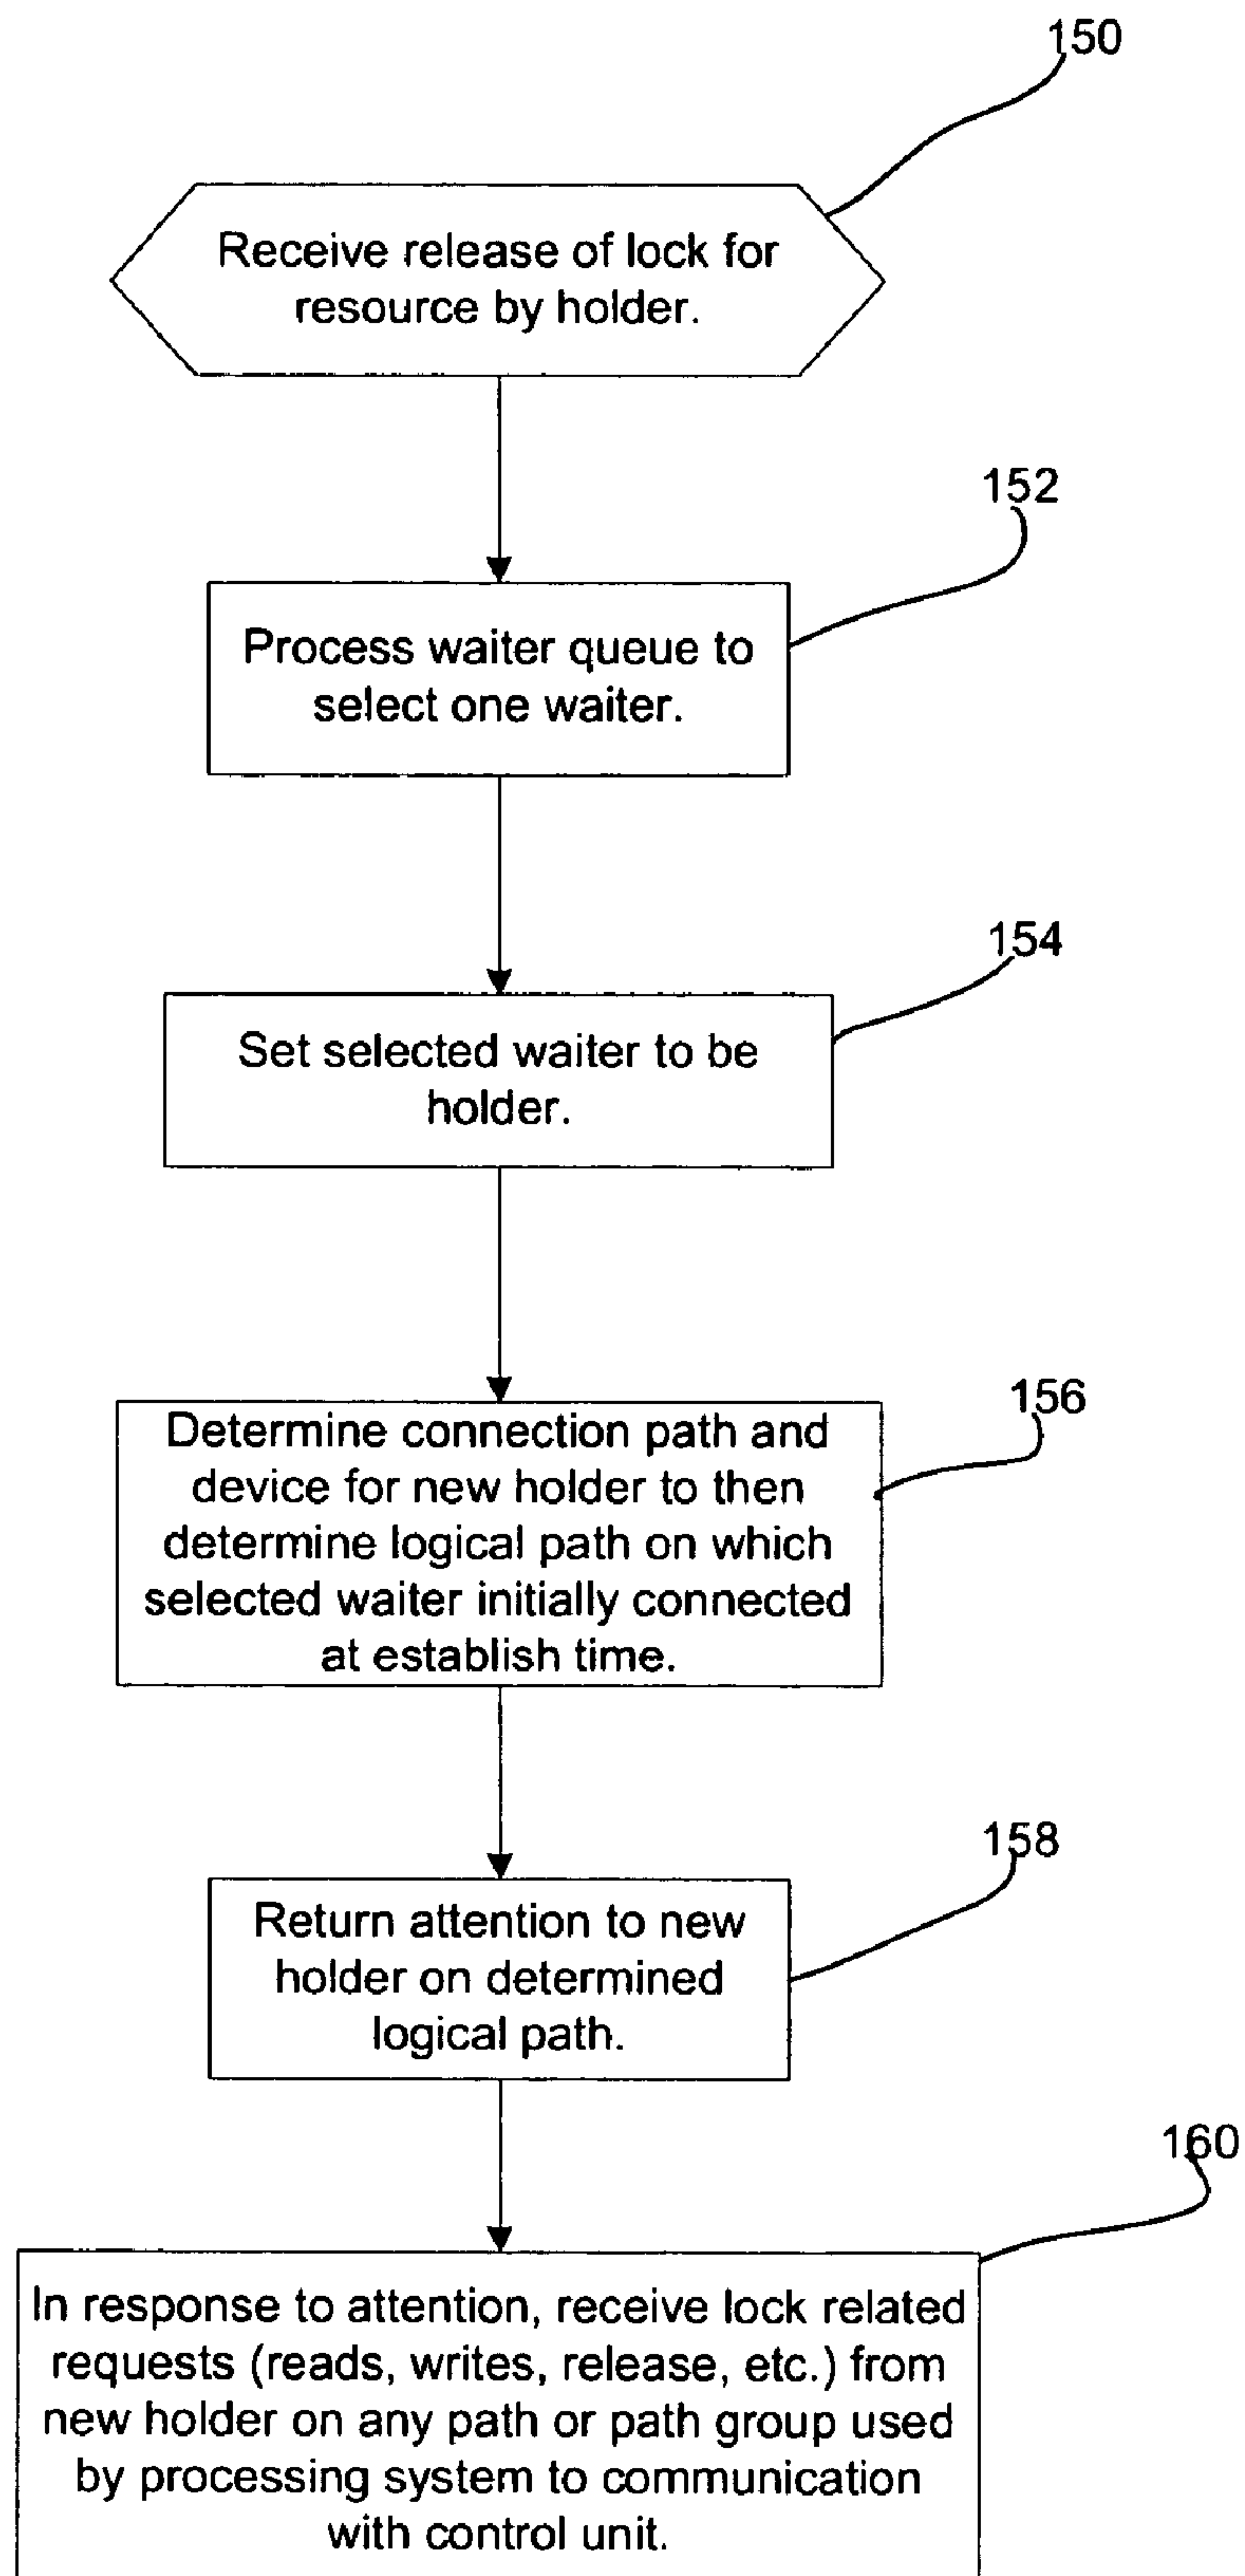 150
Receive release of lock for
resource by holder.
152
Process waiter queue to
select one waiter.
154
Set selected waiter to be
holder.
156
Determine connection path and
device for new holder to then
determine logical path on which
selected waiter initially connected
at establish time.
158
Return attention to new
holder on determined
logical path.
160
In response to attention, receive lock related
requests (reads, writes, release, etc.) from
new holder on any path or path group used
by processing system to communication
with control unit.